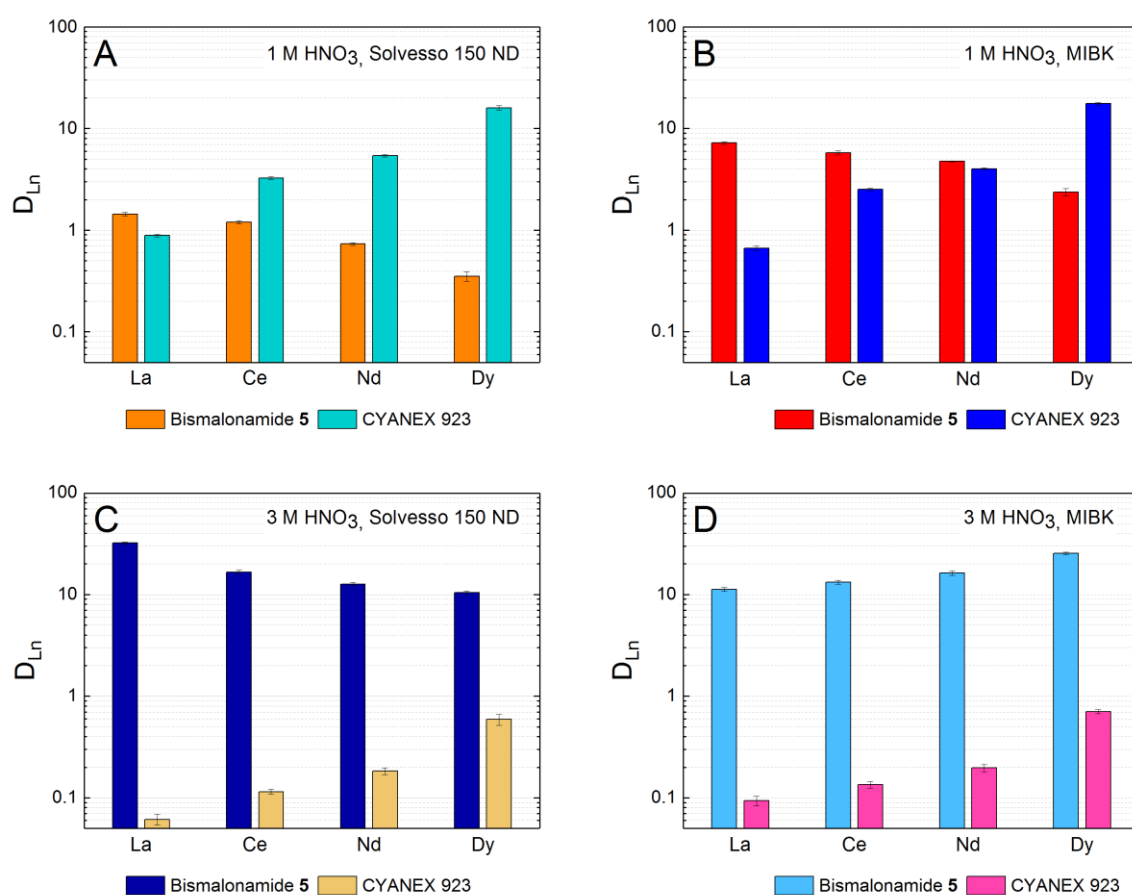 A
1 M HNO3, Solvesso 150 ND
100
10
1
0.1
DLn
La Ce Nd Dy
Bismalonamide 5 CYANEX 923
B
1 M HNO3, MIBK
100
10
1
0.1
DLn
La Ce Nd Dy
Bismalonamide 5 CYANEX 923
C
3 M HNO3, Solvesso 150 ND
100
10
1
0.1
DLn
La Ce Nd Dy
Bismalonamide 5 CYANEX 923
D
3 M HNO3, MIBK
100
10
1
0.1
DLn
La Ce Nd Dy
Bismalonamide 5 CYANEX 923